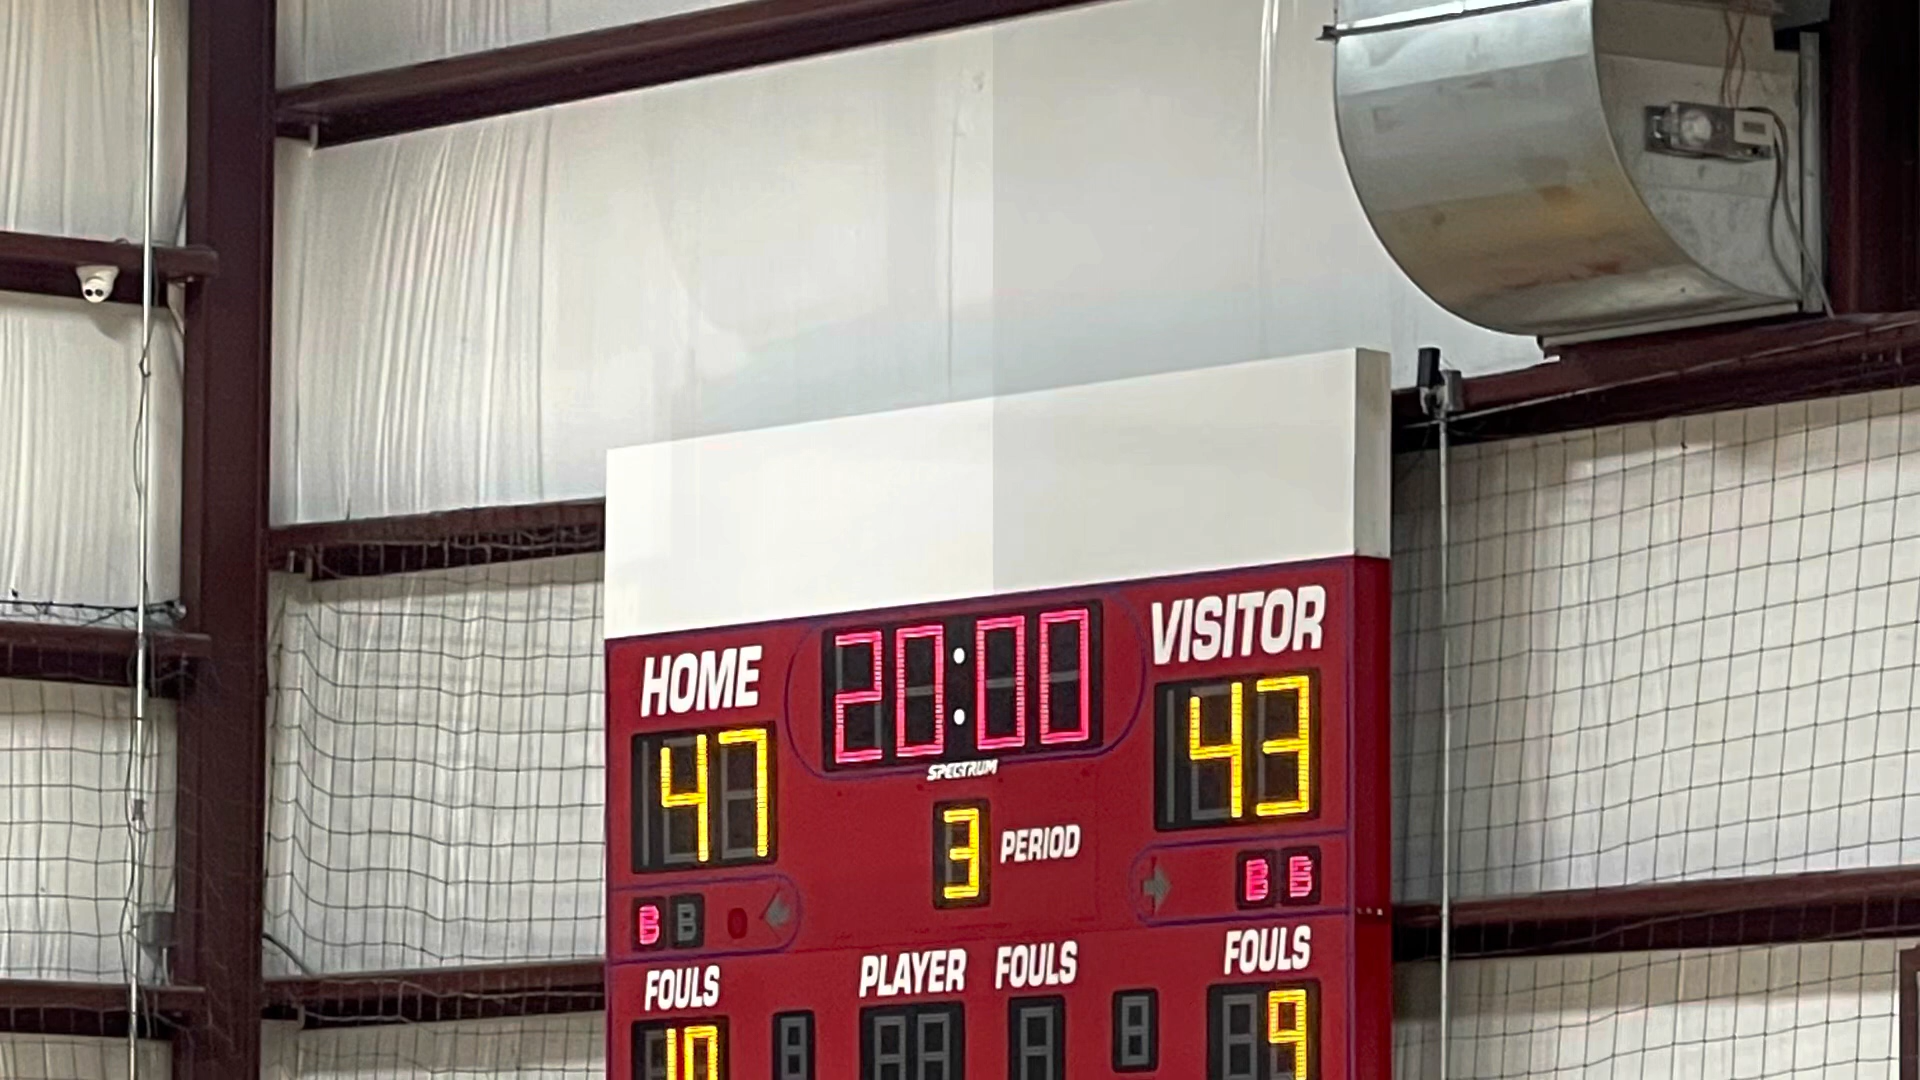 HOME 20:00 VISITOR
47 SPECTRUM 43
3 PERIOD
B B B
FOULS PLAYER FOULS FOULS
10 9